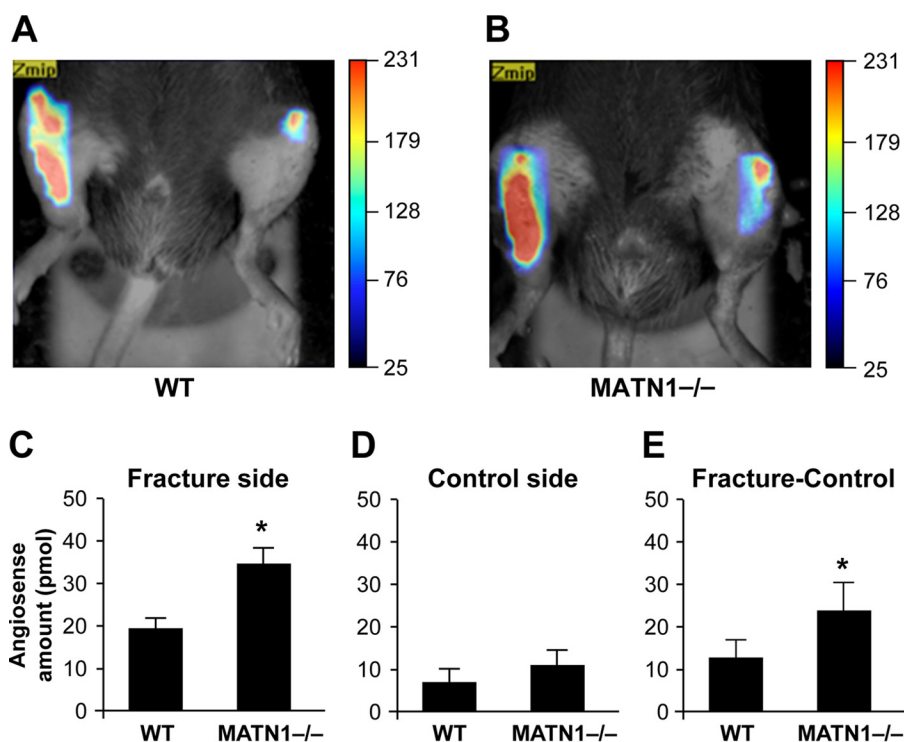 A
B
Zmip
231
179
128
76
25
WT
Zmip
231
179
128
76
25
MATN1–/–
C
D
E
Fracture side
Control side
Fracture-Control
Angiosense
amount (pmol)
50
40
30
20
10
0
*
WT
MATN1–/–
50
40
30
20
10
0
WT
MATN1–/–
50
40
30
20
10
0
*
WT
MATN1–/–